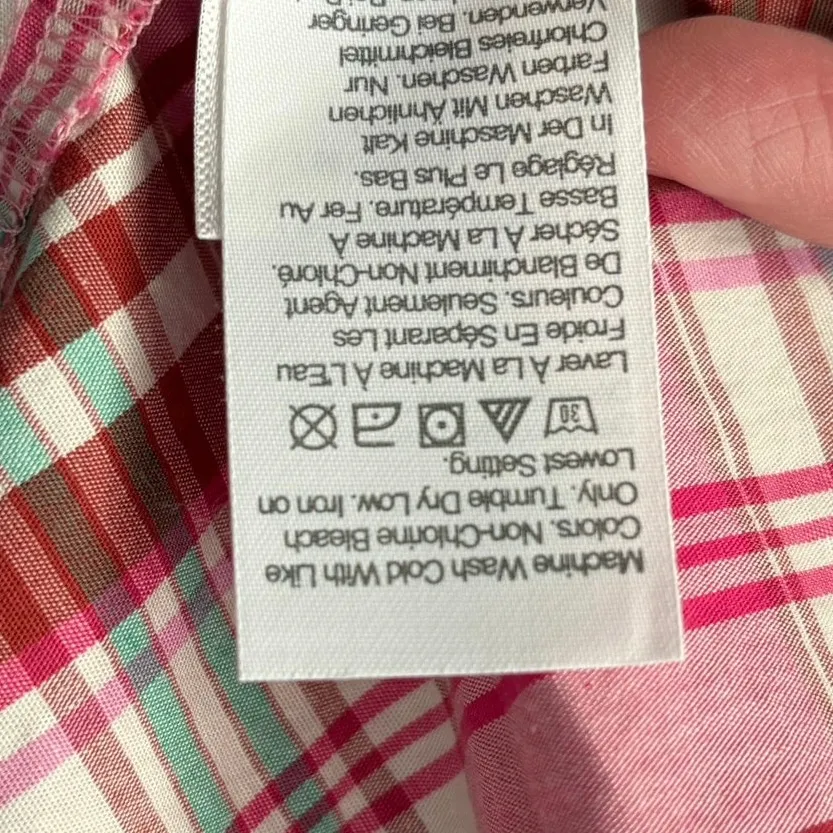 Machine Wash Cold With Like
Colors. Non-Chlorine Bleach
Only. Tumble Dry Low. Iron on
Lowest Setting.
30
Laver À La Machine À L'Eau
Froide En Séparant Les
Couleurs. Seulement Agent
De Blanchiment Non-Chloré.
Sécher À La Machine À
Basse Température. Fer Au
Réglage Le Plus Bas.
In Der Maschine Kalt
Waschen Mit Ähnlichen
Farben Waschen. Nur
Chlorfreies Bleichmittel
Verwenden. Bei Geringer